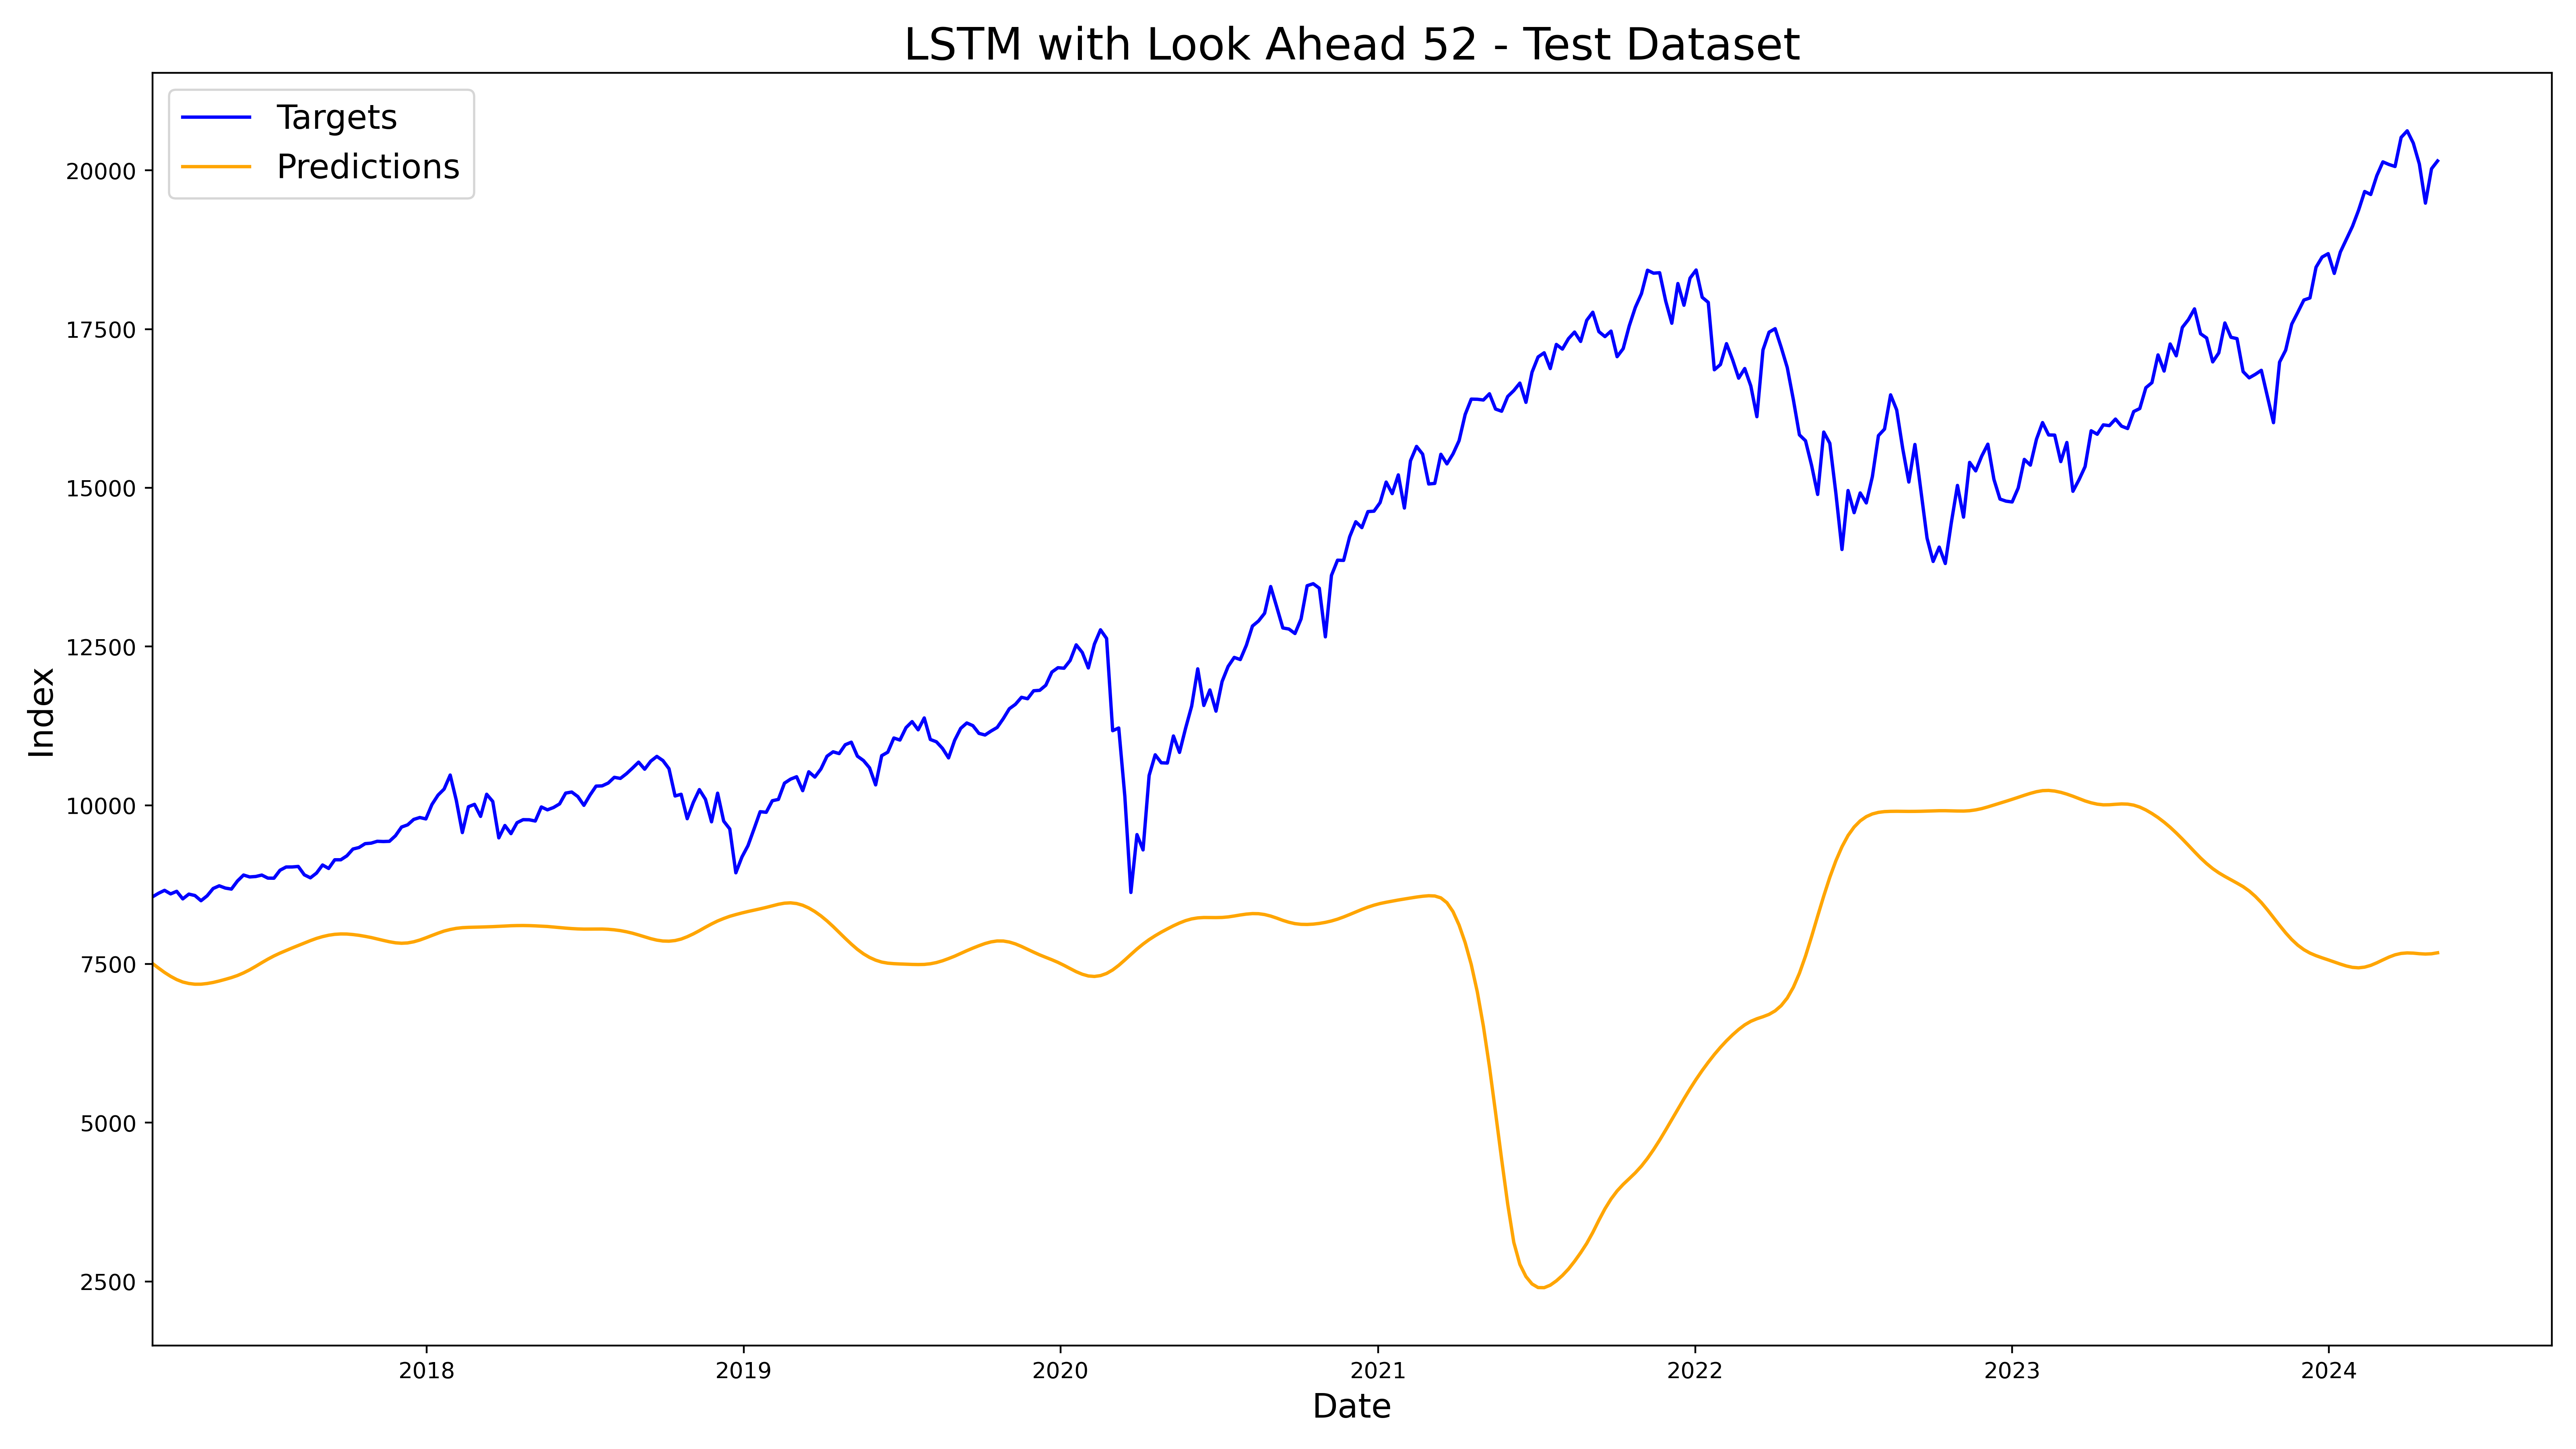 LSTM with Look Ahead 52 - Test Dataset
Targets
Predictions
20000
17500
15000
12500
10000
7500
5000
2500
Index
2018 2019 2020 2021 2022 2023 2024
Date